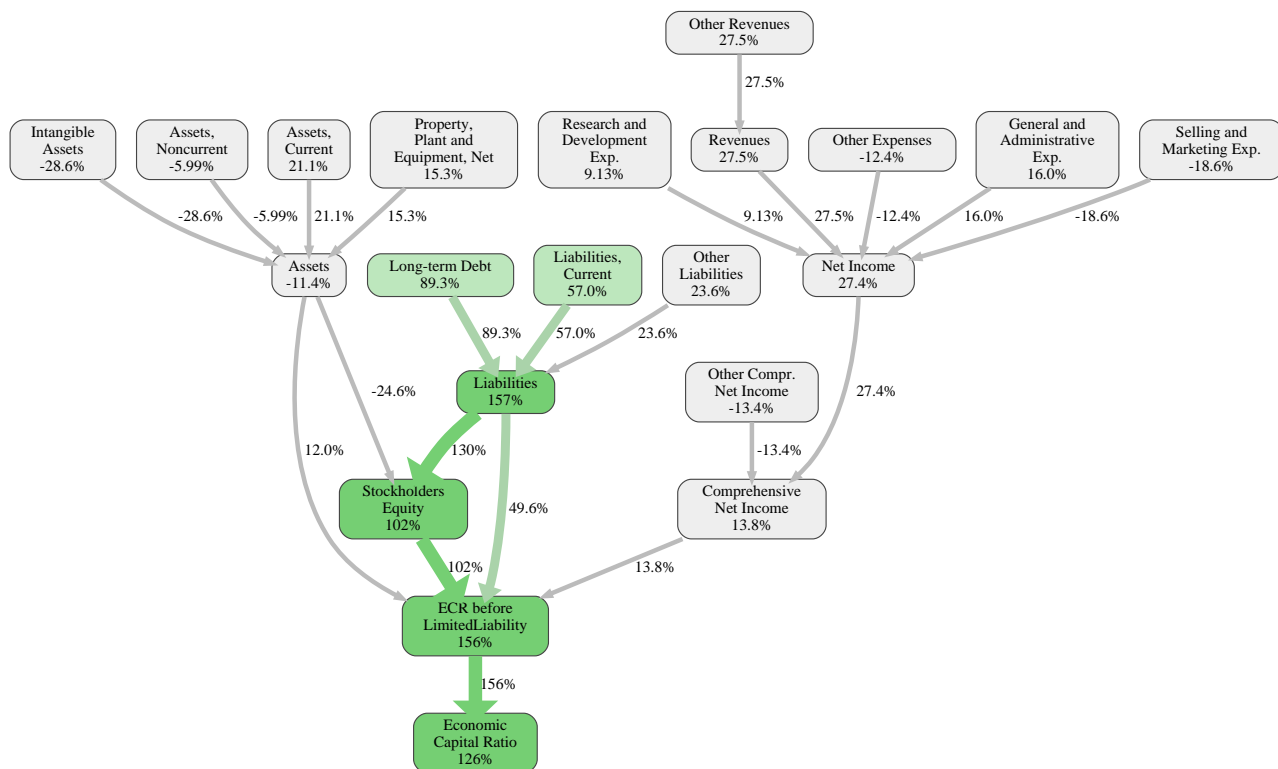 Other Revenues
27.5%
27.5%
Intangible
Assets
-28.6%
Assets,
Noncurrent
-5.99%
Assets,
Current
21.1%
Property,
Plant and
Equipment, Net
15.3%
Research and
Development
Exp.
9.13%
Revenues
27.5%
Other Expenses
-12.4%
General and
Administrative
Exp.
16.0%
Selling and
Marketing Exp.
-18.6%
-28.6%
-5.99%
21.1%
15.3%
9.13%
27.5%
-12.4%
16.0%
-18.6%
Assets
-11.4%
Long-term Debt
89.3%
Liabilities,
Current
57.0%
Other
Liabilities
23.6%
Net Income
27.4%
89.3%
57.0%
23.6%
Liabilities
157%
Other Compr.
Net Income
-13.4%
-24.6%
27.4%
12.0%
130%
-13.4%
Stockholders
Equity
102%
49.6%
Comprehensive
Net Income
13.8%
102%
13.8%
ECR before
LimitedLiability
156%
156%
Economic
Capital Ratio
126%